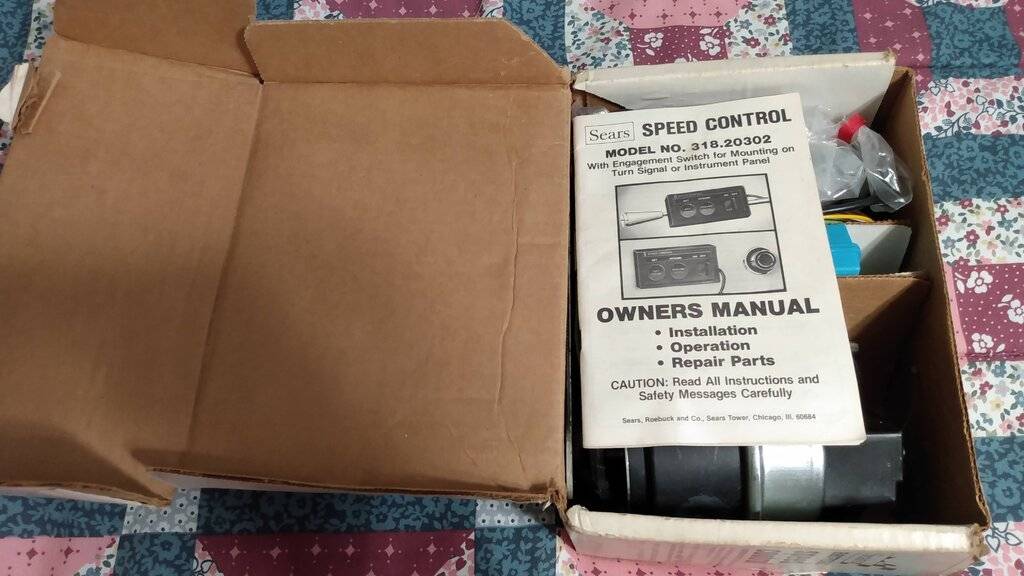 Sears SPEED CONTROL
MODEL NO. 318.20302
With Engagement Switch for Mounting on
Turn Signal or Instrument Panel
OWNERS MANUAL
• Installation
• Operation
• Repair Parts
CAUTION: Read All Instructions and
Safety Messages Carefully
Sears, Roebuck and Co., Sears Tower, Chicago, Ill. 60684